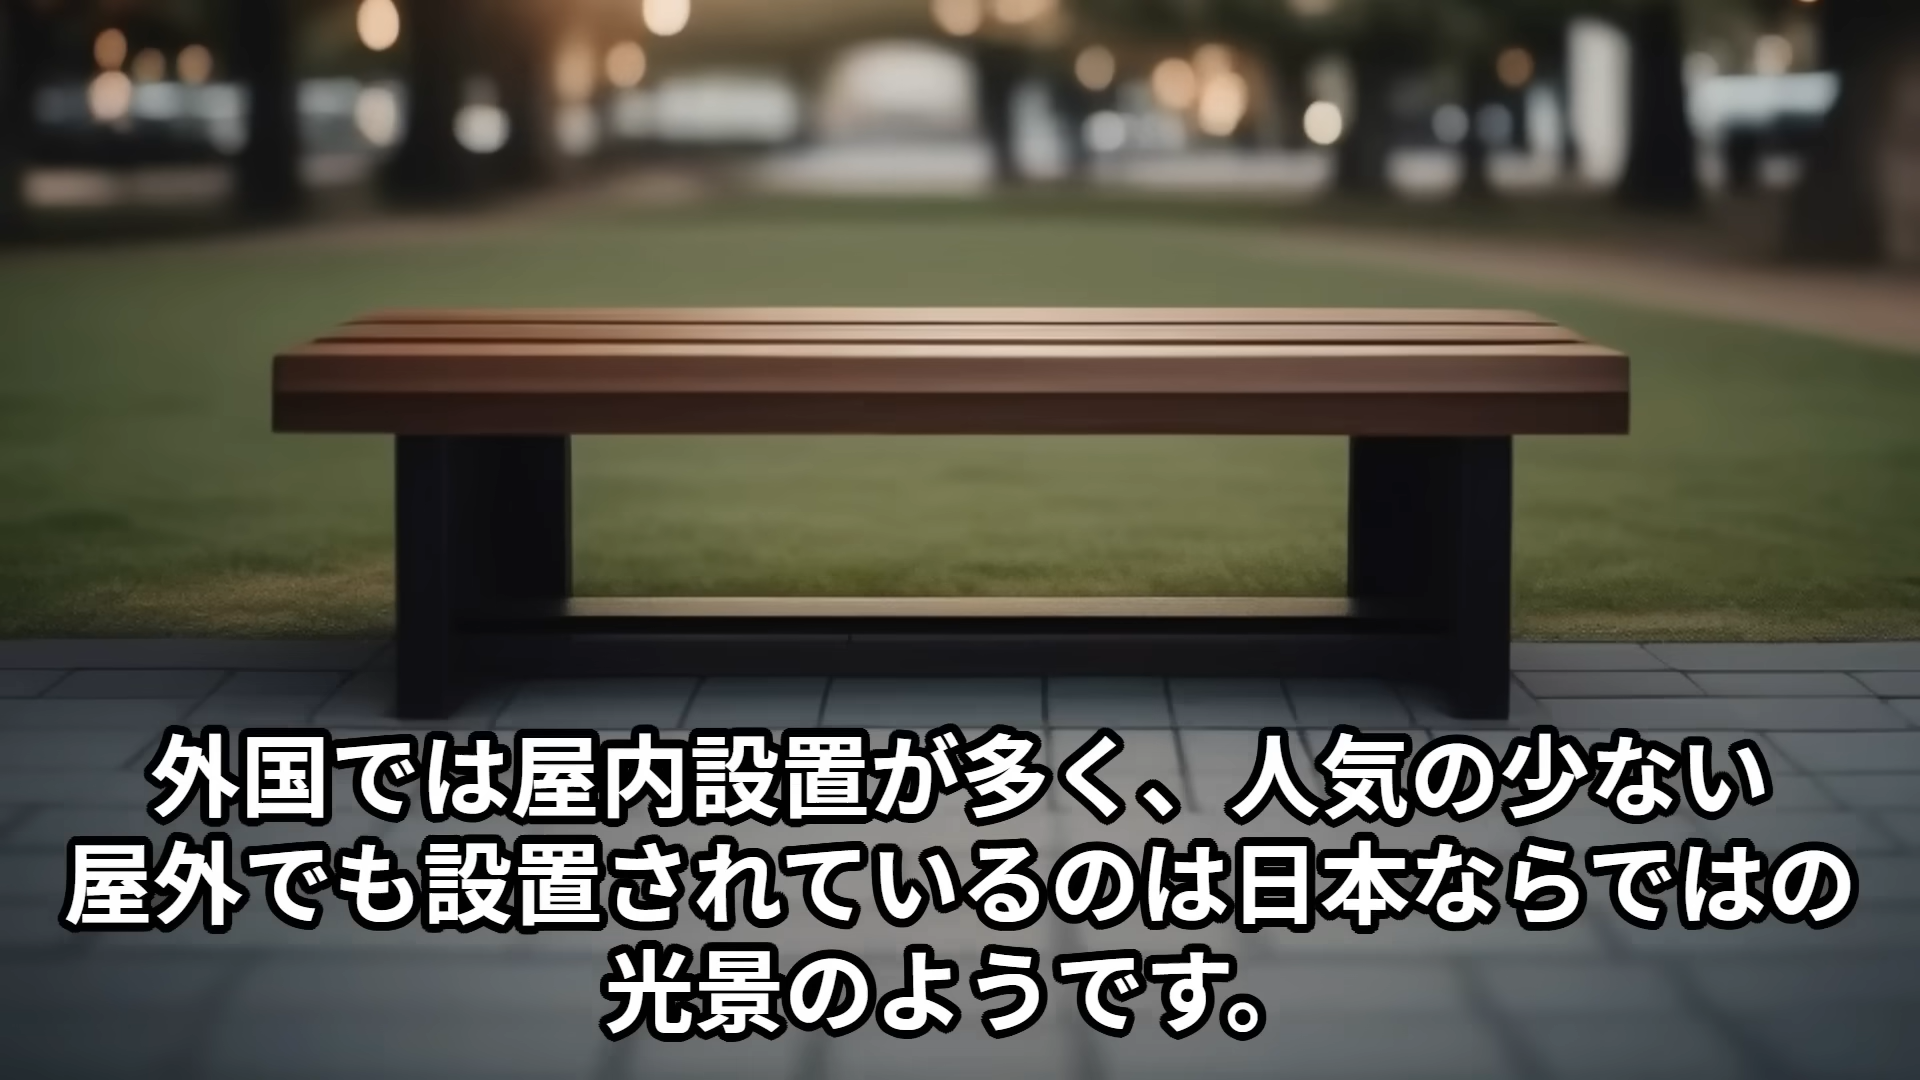 外国では屋内設置が多く、人気の少ない
屋外でも設置されているのは日本ならではの
光景のようです。